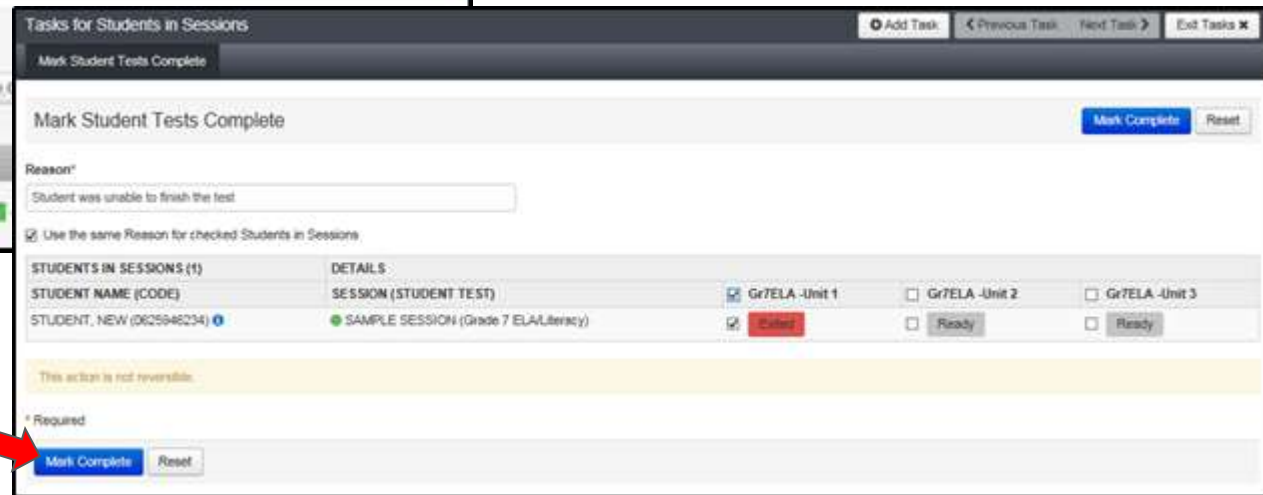 Tasks for Students in Sessions
Add Task Previous Task Next Task Exit Tasks
Mark Student Tests Complete
Mark Student Tests Complete
Mark Complete Reset
Reason*
Student was unable to finish the test
Use the same Reason for checked Students in Sessions
STUDENTS IN SESSIONS (1) DETAILS
STUDENT NAME (CODE) SESSION (STUDENT TEST) Gr7ELA -Unit 1 Gr7ELA -Unit 2 Gr7ELA -Unit 3
STUDENT, NEW (0625946234) SAMPLE SESSION (Grade 7 ELA/Literacy) Exited Ready Ready
This action is not reversible.
* Required
Mark Complete Reset